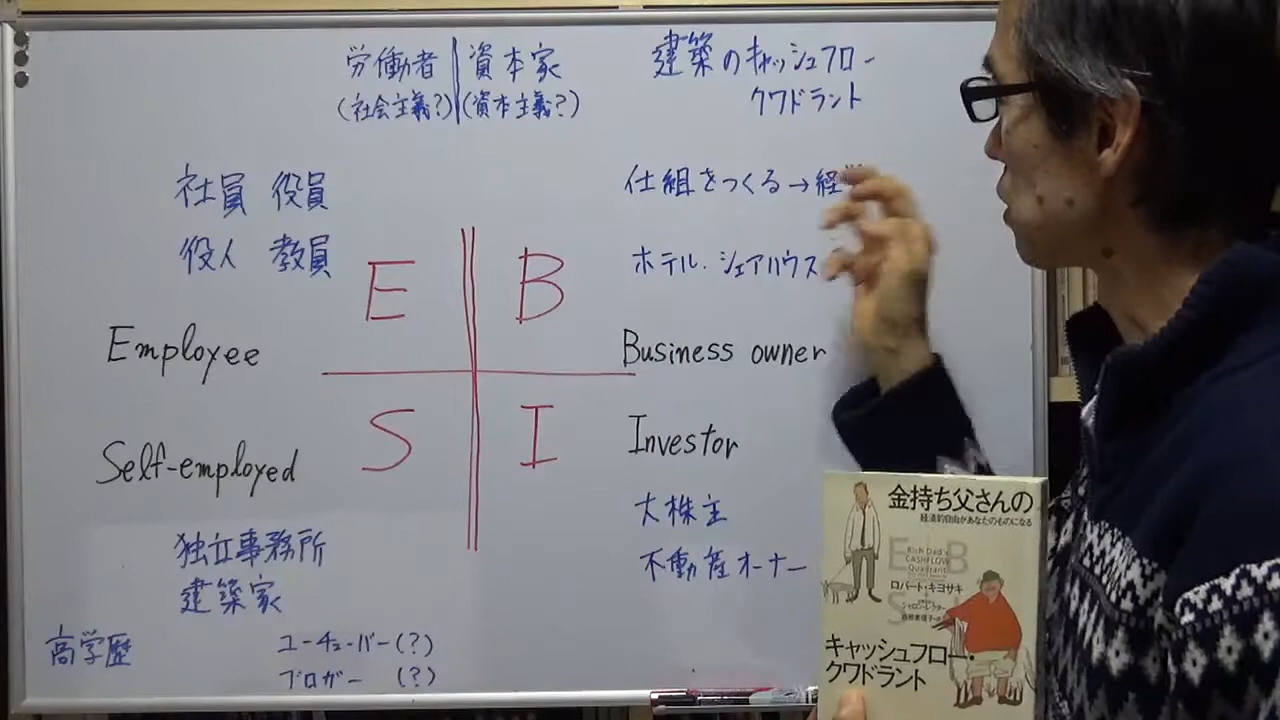 労働者 資本家
(社会主義?) (資本主義?)
建築のキャッシュフロー
クワドラント
社員 役員
役人 教員
E B
S I
Employee
Self-employed
独立事務所
建築家
高学歴
ユーチューバー(?)
ブロガー (?)
仕組をつくる→経
ホテル.シェアハウス
Business owner
Investor
大株主
不動産オーナー
金持ち父さんの
経済的自由があなたのものになる
E B
Rich Dad's
CASHFLOW
Quadrant
ロバート・キヨサキ
S
キャッシュフロー・
クワドラント